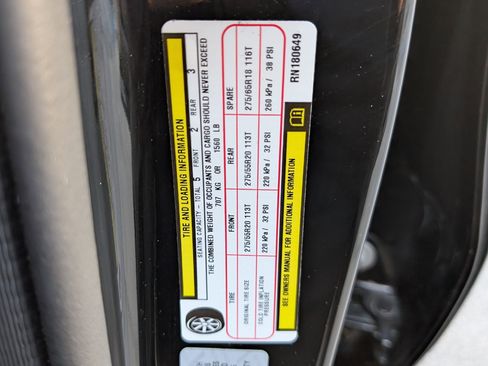 TIRE AND LOADING INFORMATION
SEATING CAPACITY - TOTAL 5 FRONT 2 REAR 3
THE COMBINED WEIGHT OF OCCUPANTS AND CARGO SHOULD NEVER EXCEED
707 KG OR 1560 LB
TIRE FRONT REAR SPARE
ORIGINAL TIRE SIZE 275/55R20 113T 275/55R20 113T 275/65R18 116T
COLD TIRE INFLATION PRESSURE 220 kPa / 32 PSI 220 kPa / 32 PSI 260 kPa / 38 PSI
SEE OWNERS MANUAL FOR ADDITIONAL INFORMATION
RN180649